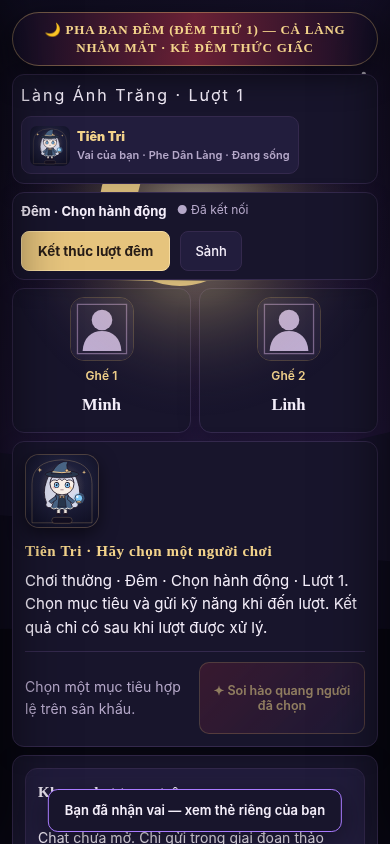 🌙 PHA BAN ĐÊM (ĐÊM THỨ 1) — CẢ LÀNG
NHẮM MẮT · KẺ ĐÊM THỨC GIẤC
Làng Ánh Trăng · Lượt 1
Tiên Tri
Vai của bạn · Phe Dân Làng · Đang sống
Đêm · Chọn hành động
Đã kết nối
Kết thúc lượt đêm
Sảnh
Ghế 1
Minh
Ghế 2
Linh
Tiên Tri · Hãy chọn một người chơi
Chơi thường · Đêm · Chọn hành động · Lượt 1.
Chọn mục tiêu và gửi kỹ năng khi đến lượt. Kết
quả chỉ có sau khi lượt được xử lý.
Chọn một mục tiêu hợp
lệ trên sân khấu.
✦ Soi hào quang người
đã chọn
Bạn đã nhận vai — xem thẻ riêng của bạn
Chat chưa mở. Chỉ gửi trong giai đoạn thảo